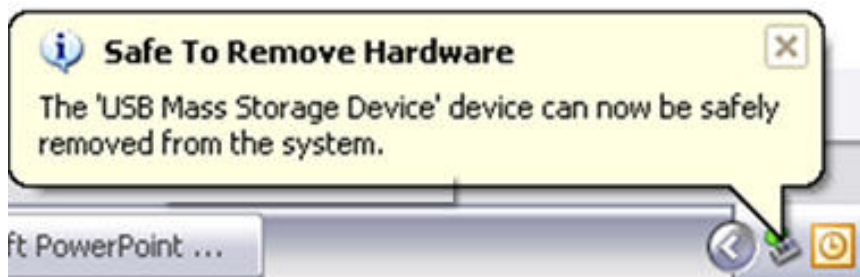 Safe To Remove Hardware
The 'USB Mass Storage Device' device can now be safely
removed from the system.
ft PowerPoint ...